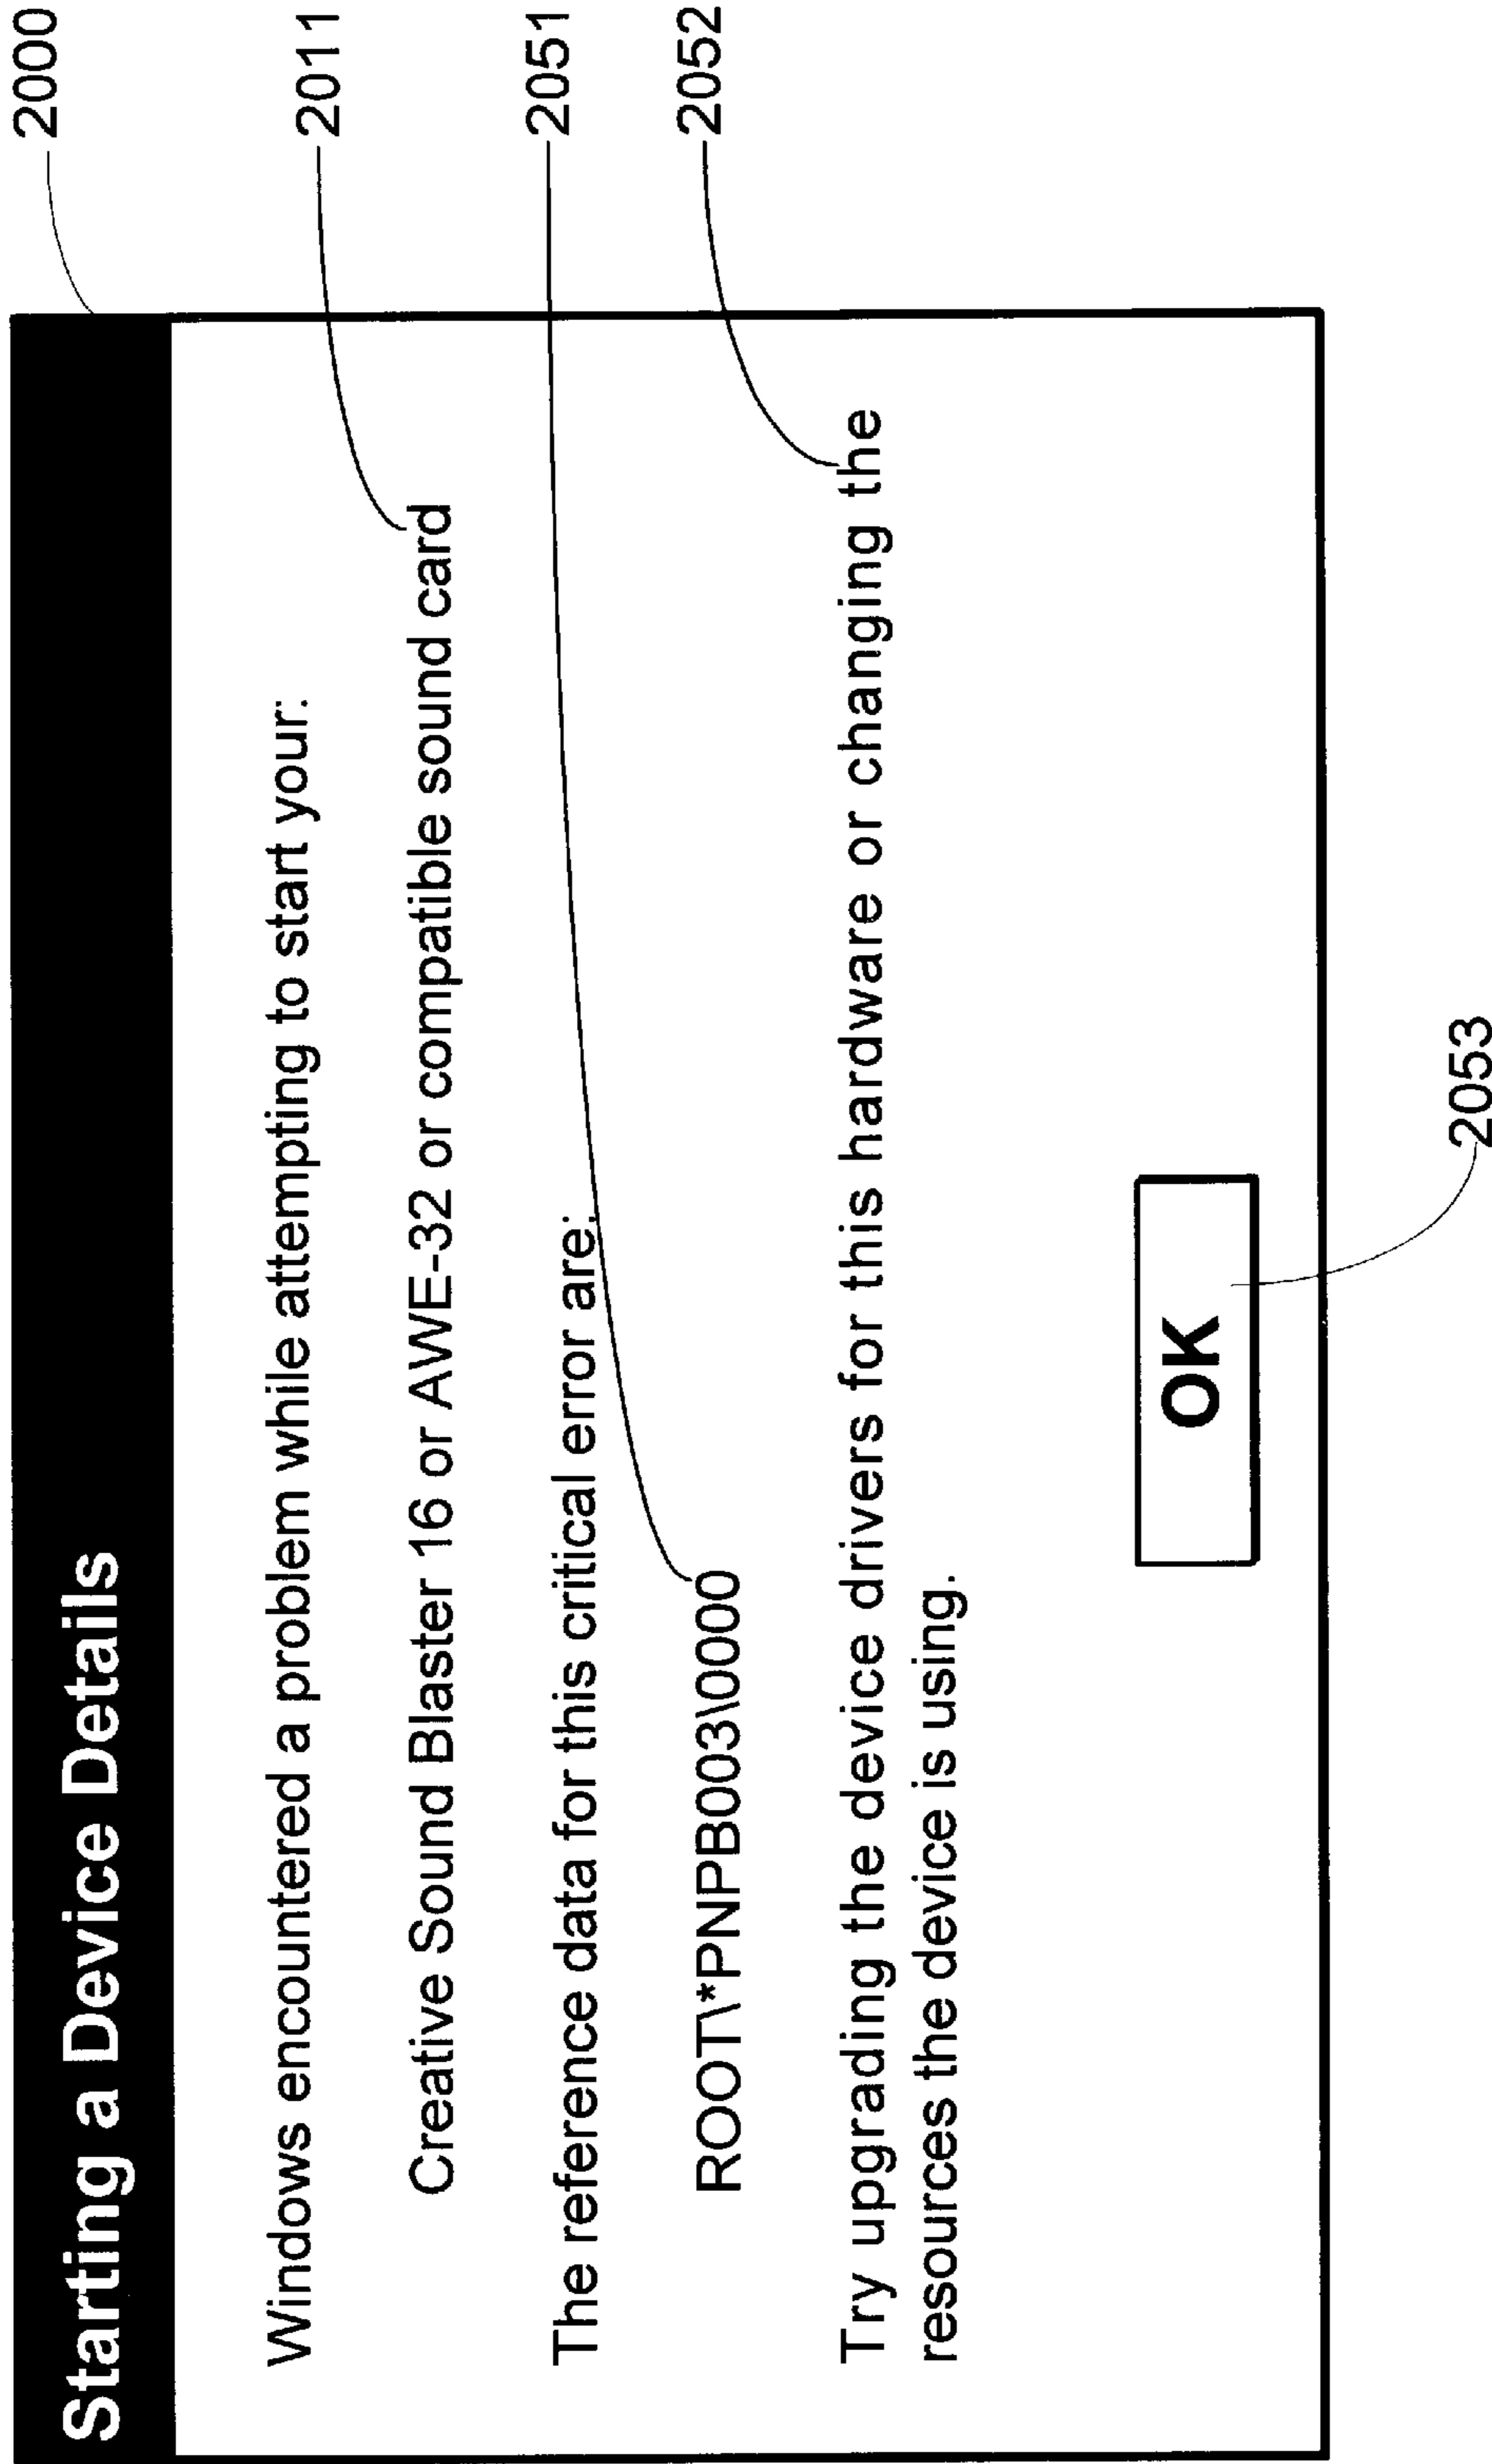 Starting a Device Details
2000
Windows encountered a problem while attempting to start your:
2011
Creative Sound Blaster 16 or AWE-32 or compatible sound card
The reference data for this critical error are:
2051
ROOT\*PNPB003\0000
2052
Try upgrading the device drivers for this hardware or changing the
resources the device is using.
OK
2053